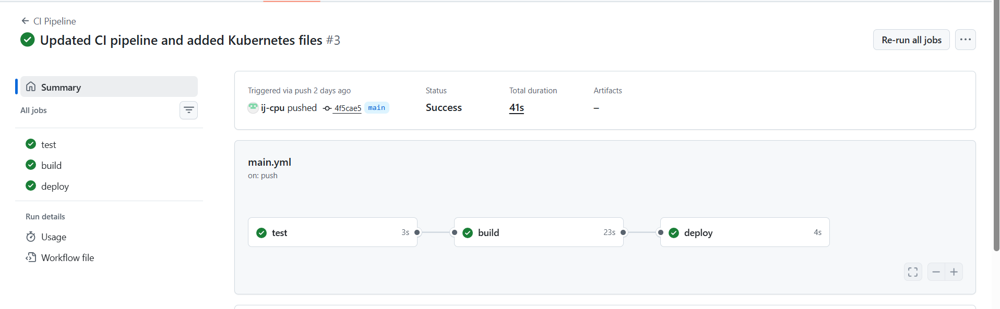 CI Pipeline
Updated CI pipeline and added Kubernetes files #3
Re-run all jobs
Summary
All jobs
test
build
deploy
Run details
Usage
Workflow file
Triggered via push 2 days ago
ij-cpu pushed 4f5cae5 main
Status
Success
Total duration
41s
Artifacts
–
main.yml
on: push
test 3s
build 23s
deploy 4s